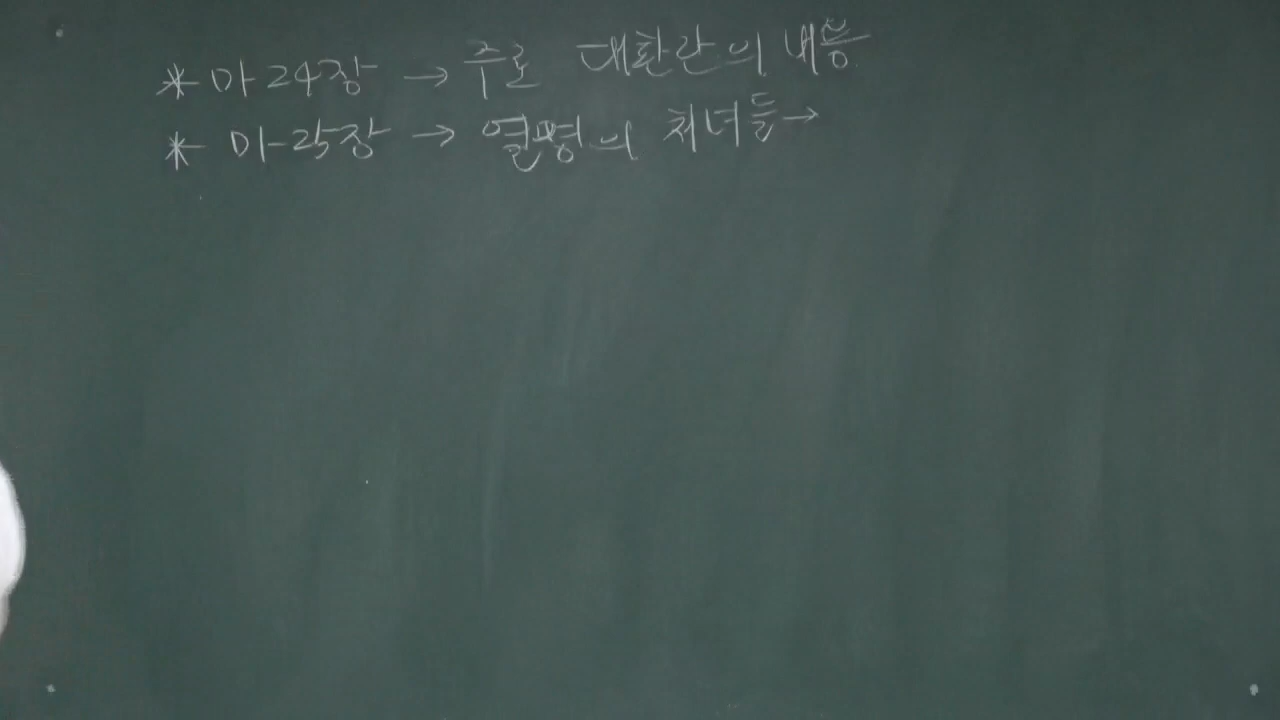 * 마 24장 → 주로 대환란의 내용
* 마 25장 → 열명의 처녀들 →